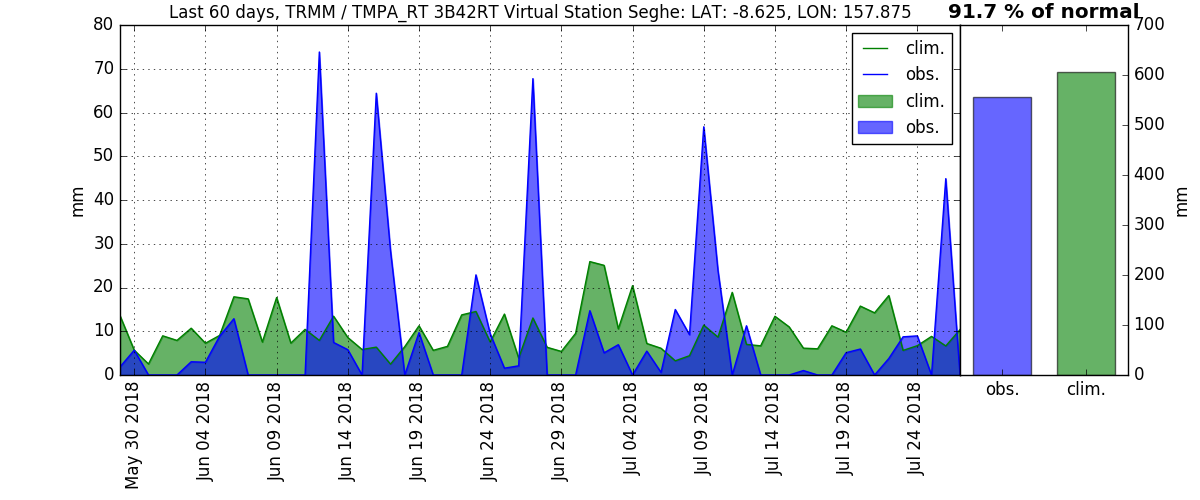 Last 60 days, TRMM / TMPA_RT 3B42RT Virtual Station Seghe: LAT: -8.625, LON: 157.875
91.7 % of normal
80
70
60
50
40
30
20
10
0
mm
clim.
obs.
clim.
obs.
700
600
500
400
300
200
100
0
mm
May 30 2018
Jun 04 2018
Jun 09 2018
Jun 14 2018
Jun 19 2018
Jun 24 2018
Jun 29 2018
Jul 04 2018
Jul 09 2018
Jul 14 2018
Jul 19 2018
Jul 24 2018
obs.
clim.